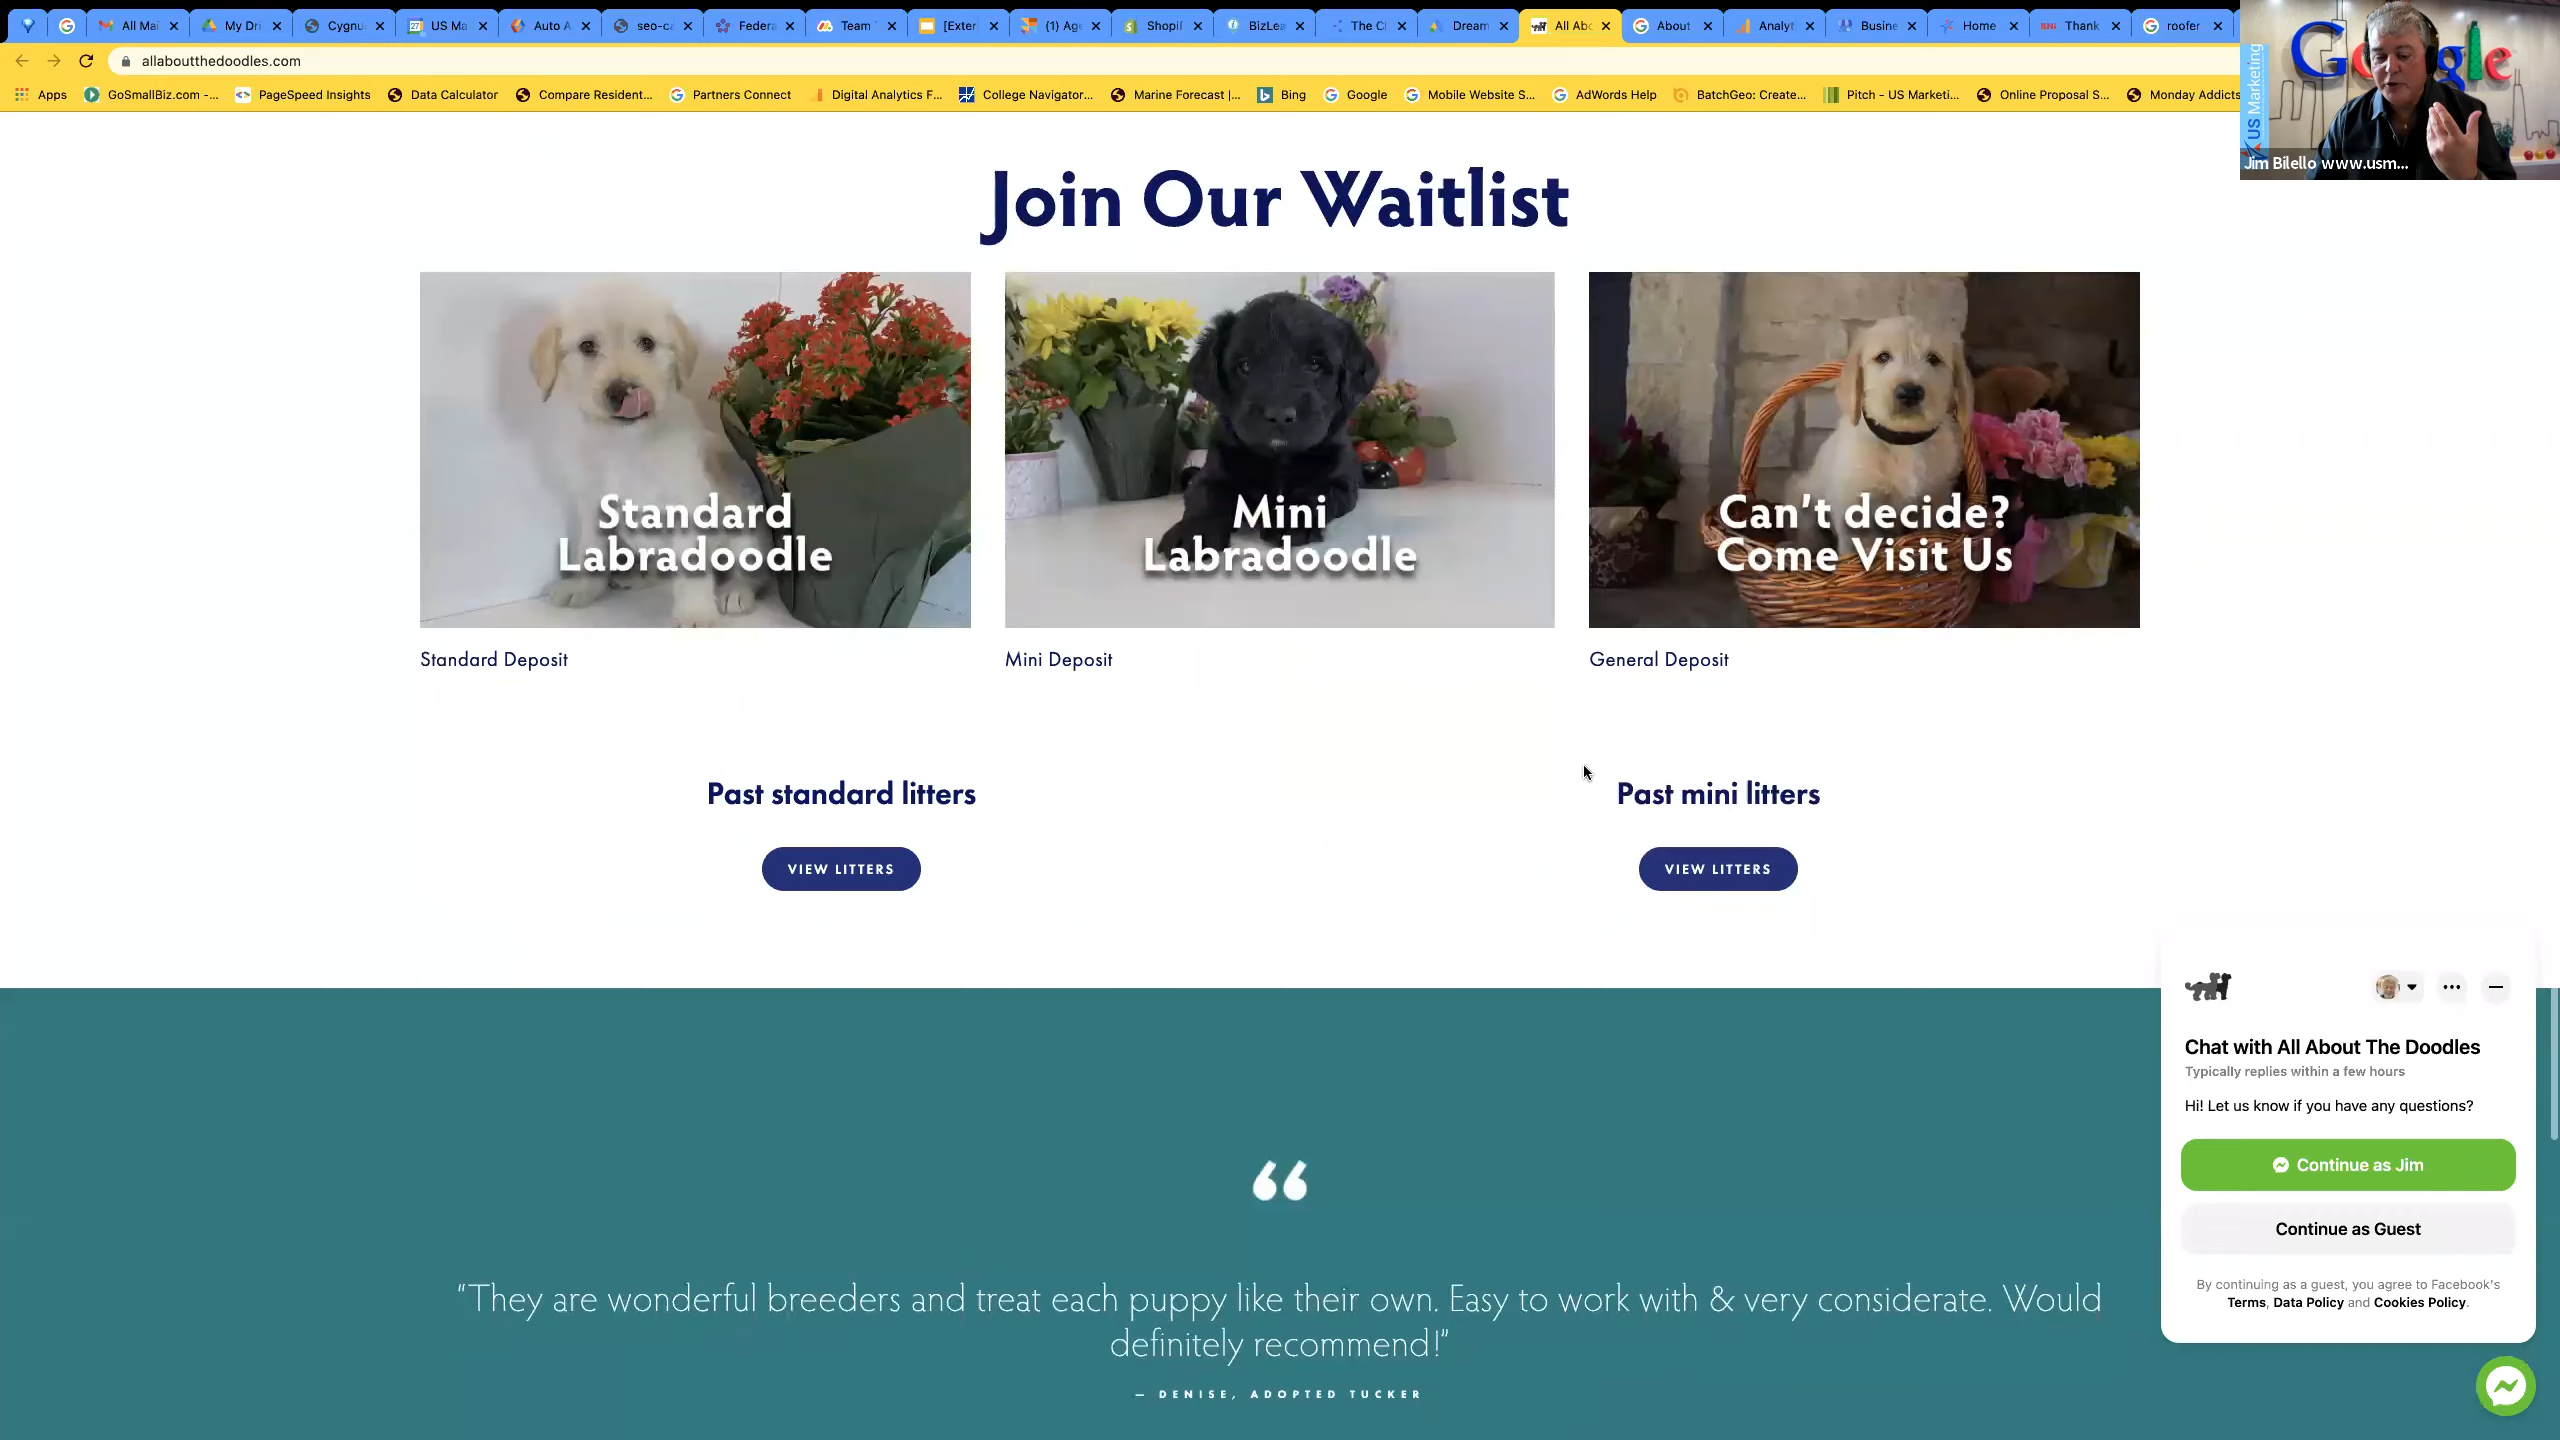 All Mai
My Dri
Cygnu
US Ma
Auto A
seo-ca
Federa
Team
[Exter
(1) Age
Shopif
BizLea
The Cl
Dream
All Abo
About
Analyt
Busine
Home
Thank
roofer
allaboutthedoodles.com
Apps
GoSmallBiz.com -...
PageSpeed Insights
Data Calculator
Compare Resident...
Partners Connect
Digital Analytics F...
College Navigator...
Marine Forecast |...
Bing
Google
Mobile Website S...
AdWords Help
BatchGeo: Create...
Pitch - US Marketi...
Online Proposal S...
Monday Addicts
US Marketing
Jim Bilello www.usm...
Join Our Waitlist
Standard
Labradoodle
Mini
Labradoodle
Can't decide?
Come Visit Us
Standard Deposit
Mini Deposit
General Deposit
Past standard litters
Past mini litters
VIEW LITTERS
VIEW LITTERS
Chat with All About The Doodles
Typically replies within a few hours
Hi! Let us know if you have any questions?
Continue as Jim
Continue as Guest
By continuing as a guest, you agree to Facebook's
Terms, Data Policy and Cookies Policy.
“
"They are wonderful breeders and treat each puppy like their own. Easy to work with & very considerate. Would
definitely recommend!"
— DENISE, ADOPTED TUCKER